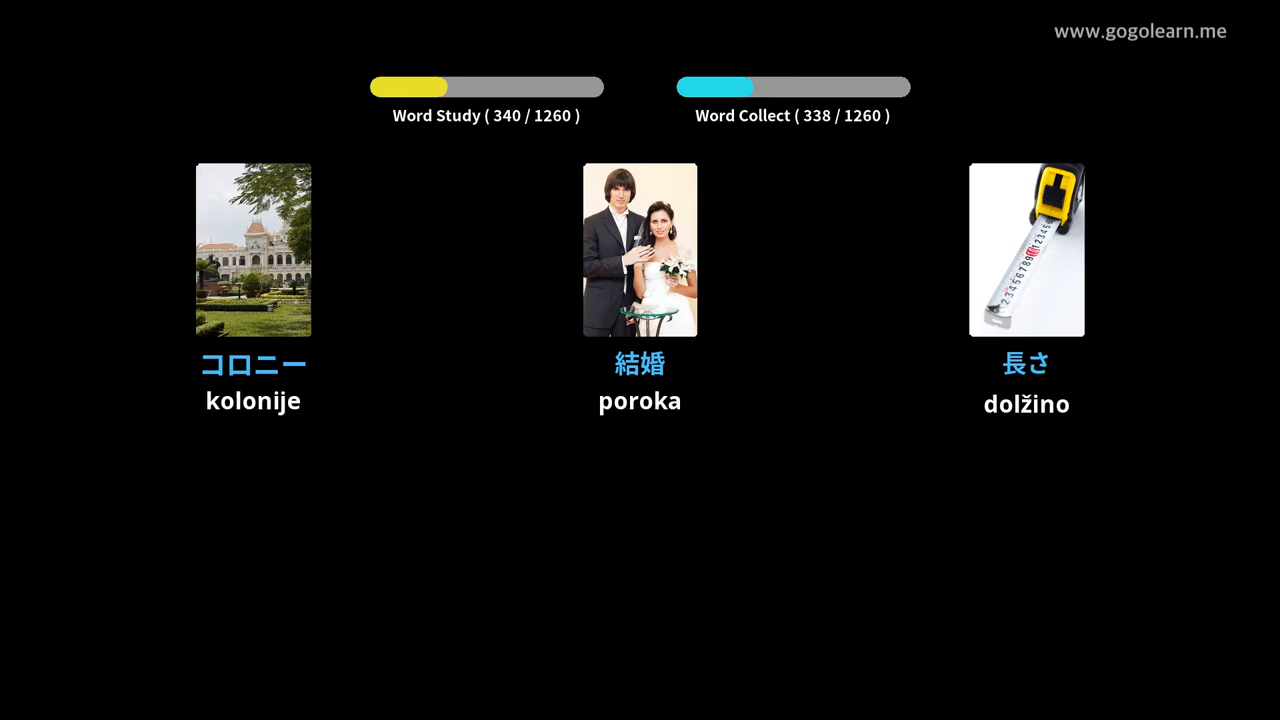 www.gogolearn.me
Word Study ( 340 / 1260 )
Word Collect ( 338 / 1260 )
コロニー
kolonije
結婚
poroka
長さ
dolžino